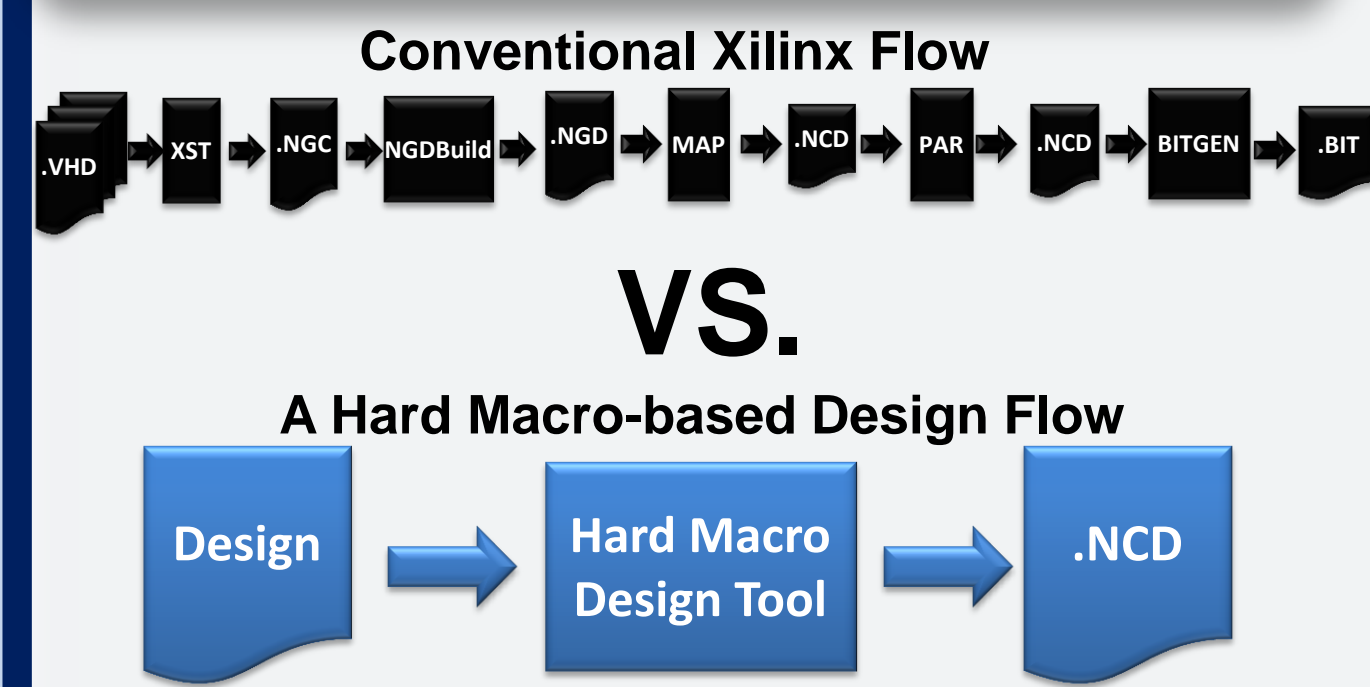 Conventional Xilinx Flow
.VHD
XST
.NGC
NGDBuild
.NGD
MAP
.NCD
PAR
.NCD
BITGEN
.BIT
VS.
A Hard Macro-based Design Flow
Design
Hard Macro
Design Tool
.NCD